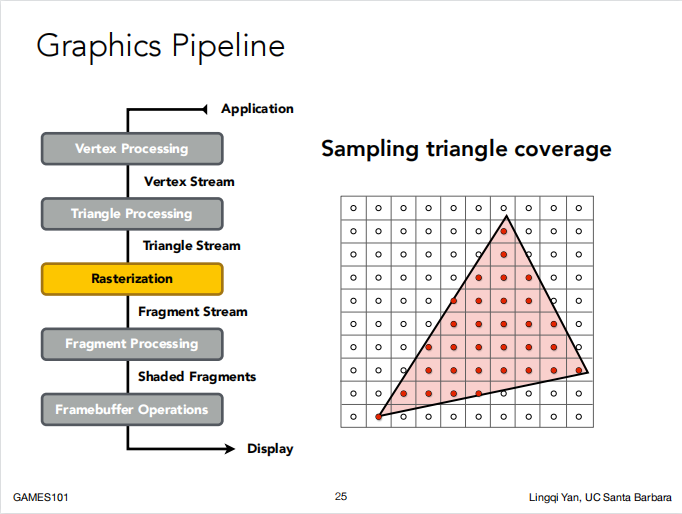 Graphics Pipeline
Application
Vertex Processing
Vertex Stream
Triangle Processing
Triangle Stream
Rasterization
Fragment Stream
Fragment Processing
Shaded Fragments
Framebuffer Operations
Display
Sampling triangle coverage
GAMES101
25
Lingqi Yan, UC Santa Barbara